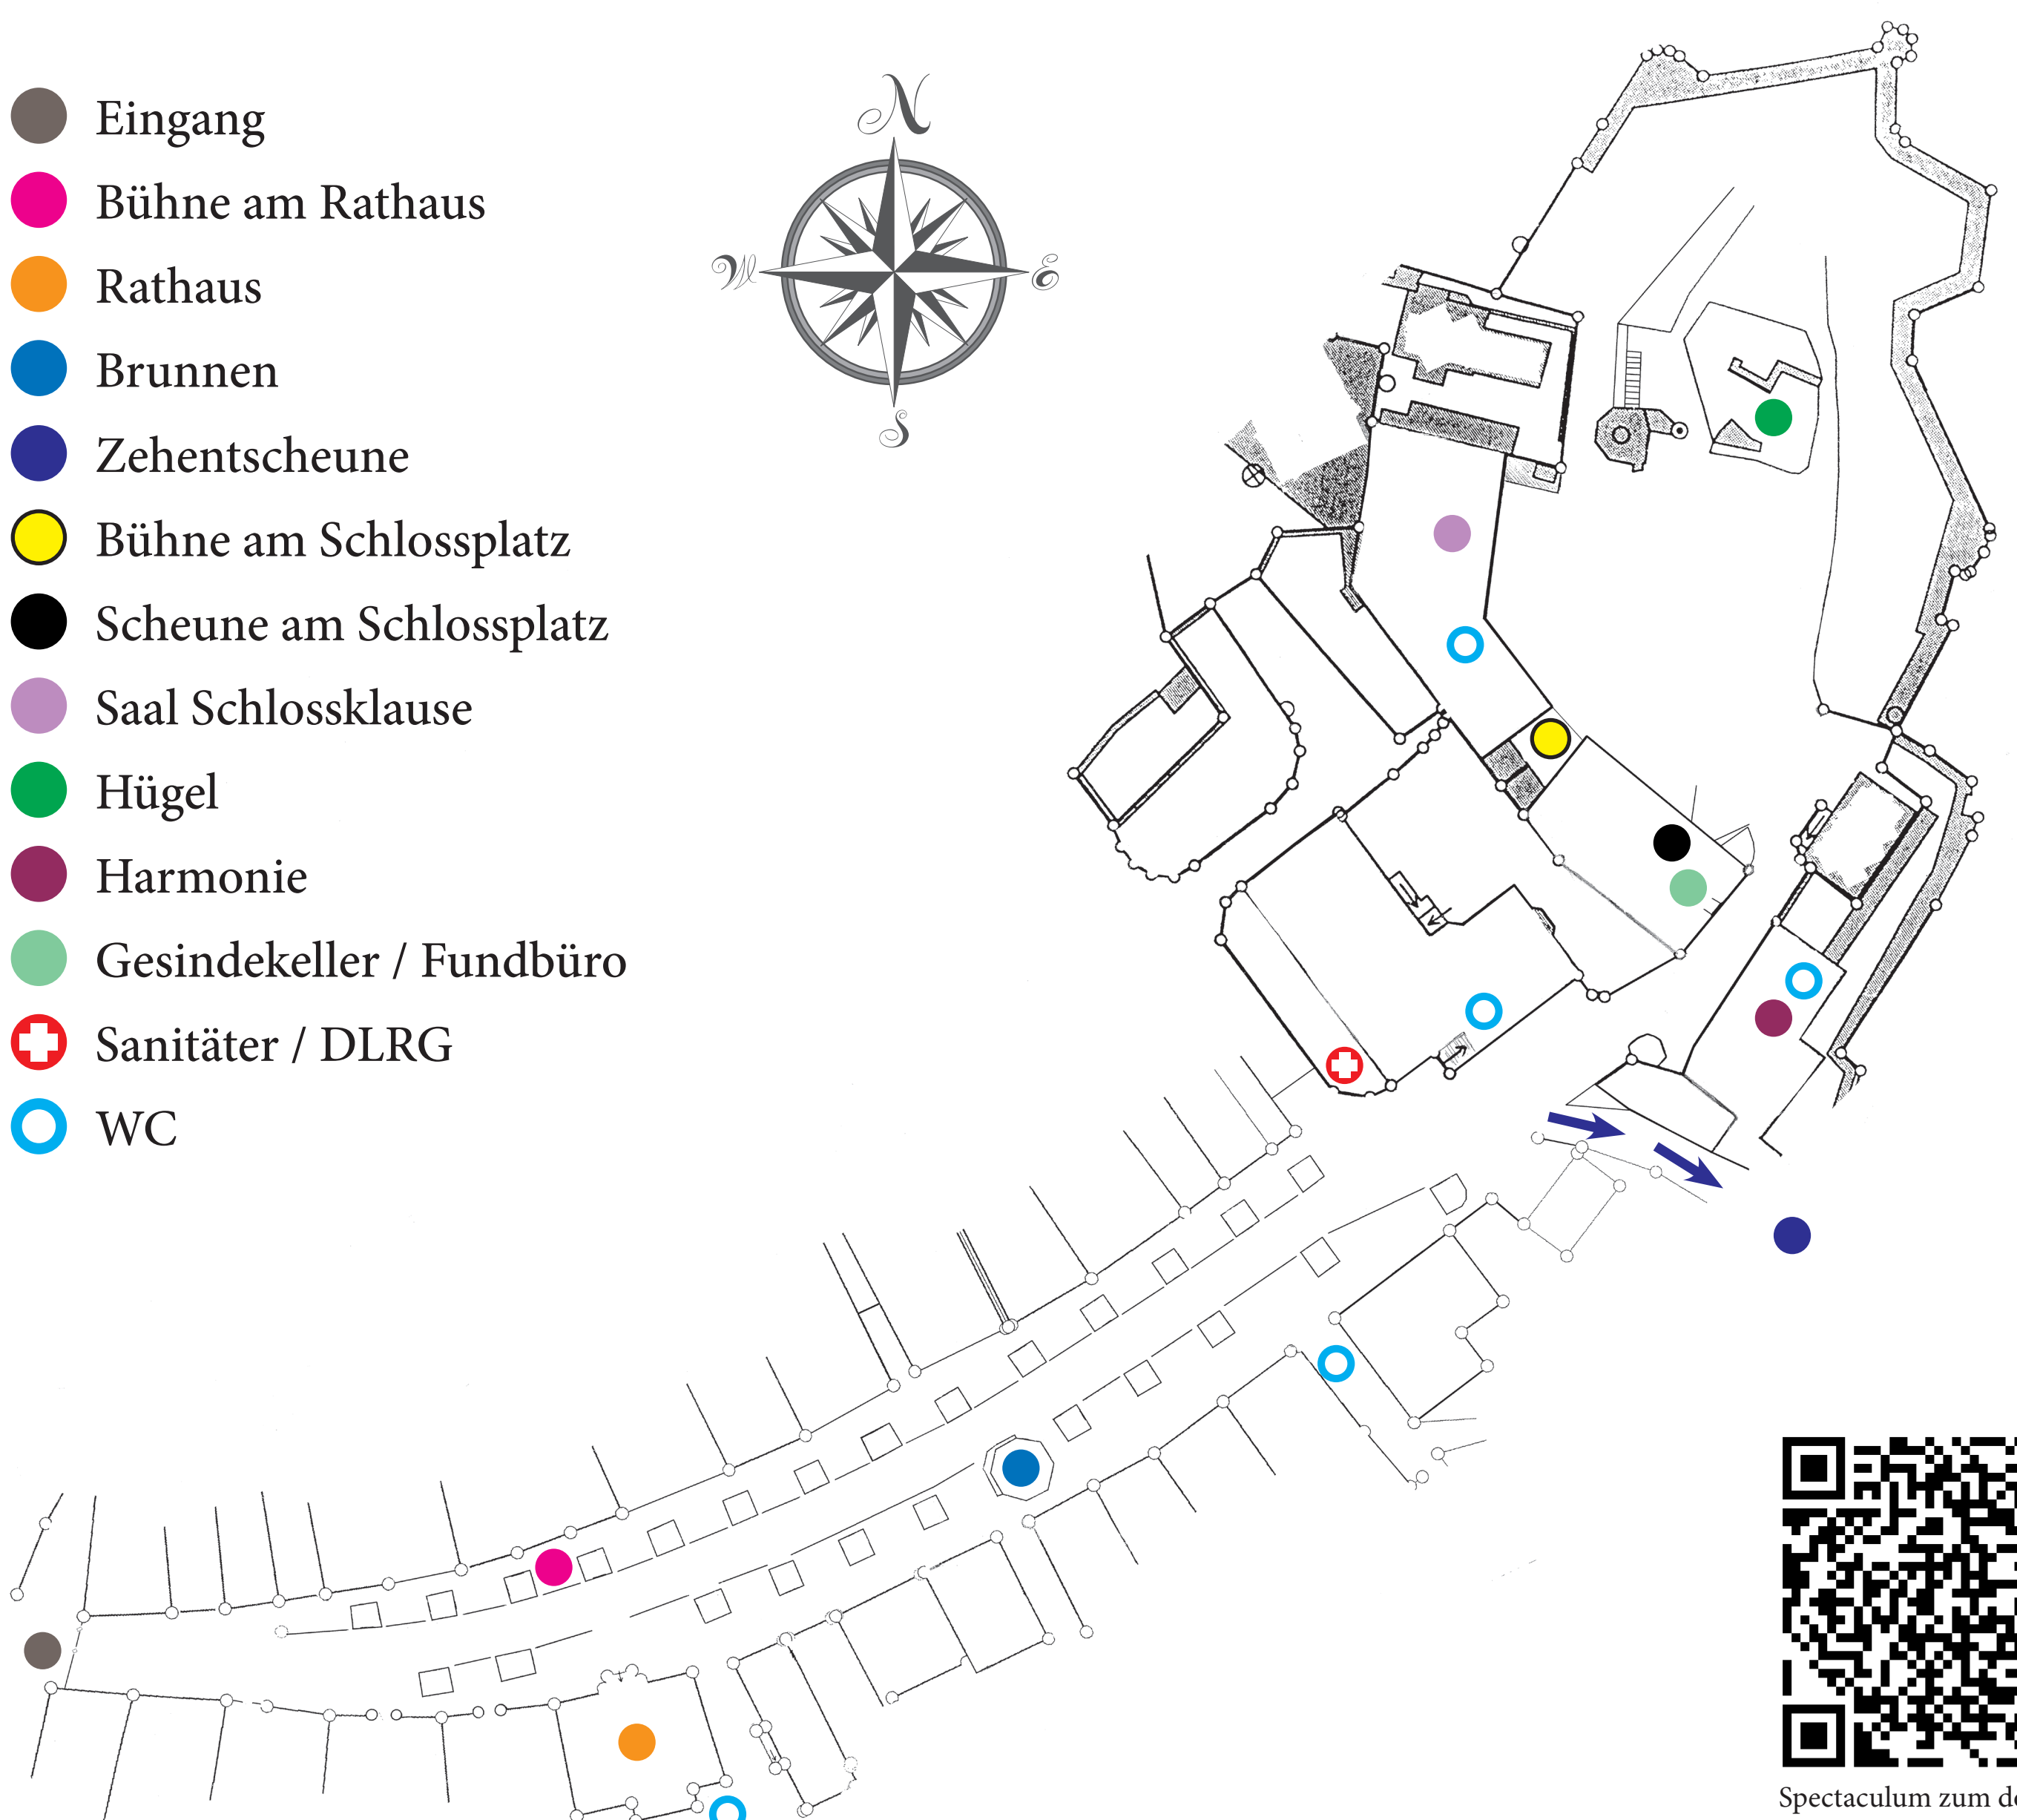 Eingang
Bühne am Rathaus
Rathaus
Brunnen
Zehentscheune
Bühne am Schlossplatz
Scheune am Schlossplatz
Saal Schlossklause
Hügel
Harmonie
Gesindekeller / Fundbüro
Sanitäter / DLRG
WC
N
W
E
S
Spectaculum zum